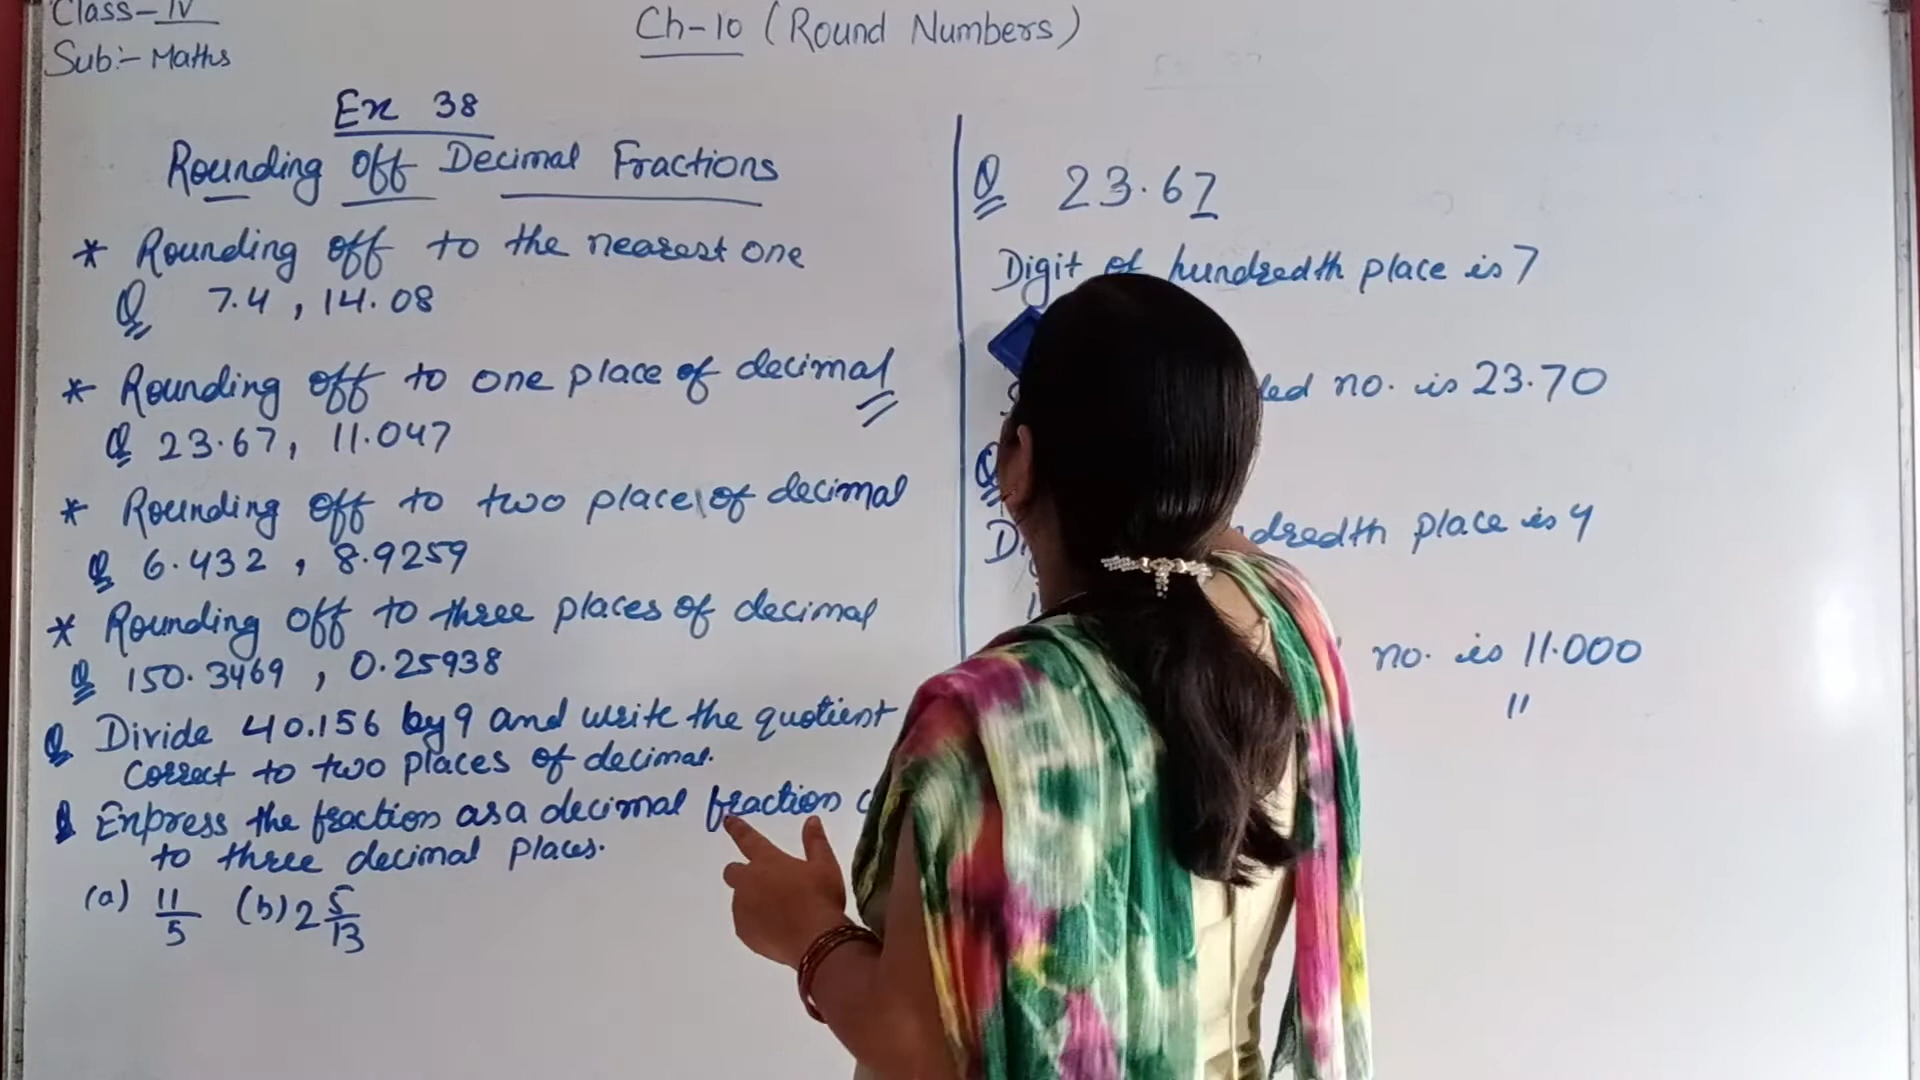 Class-IV
Sub:- Maths
Ch-10 (Round Numbers)
Ex 38
Rounding off Decimal Fractions
* Rounding off to the nearest one
Q 7.4, 14.08
* Rounding off to one place of decimal
Q 23.67, 11.047
* Rounding off to two place of decimal
Q 6.432, 8.9259
* Rounding off to three places of decimal
Q 150.3469, 0.25938
Q Divide 40.156 by 9 and write the quotient
correct to two places of decimal.
Q Express the fraction as a decimal fraction
to three decimal places.
(a) 11/5 (b) 2 5/13
Q 23.67
Digit of hundredth place is 7
no. is 23.70
Q
place is 4
no. is 11.000
"